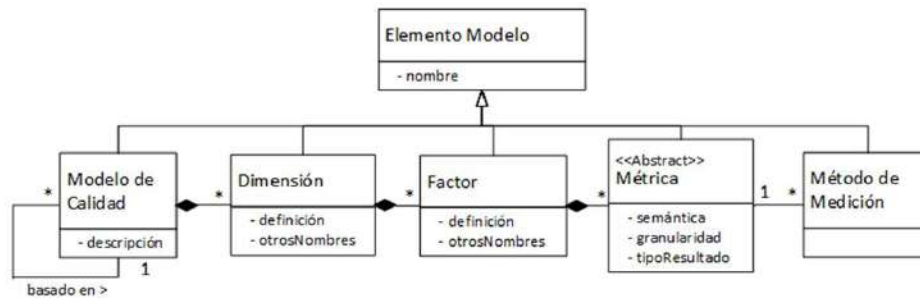 Elemento Modelo
- nombre
Modelo de
Calidad
- descripción
*
1
basado en >
*
Dimensión
- definición
- otrosNombres
*
Factor
- definición
- otrosNombres
*
<<Abstract>>
Métrica
- semántica
- granularidad
- tipoResultado
1
*
Método de
Medición